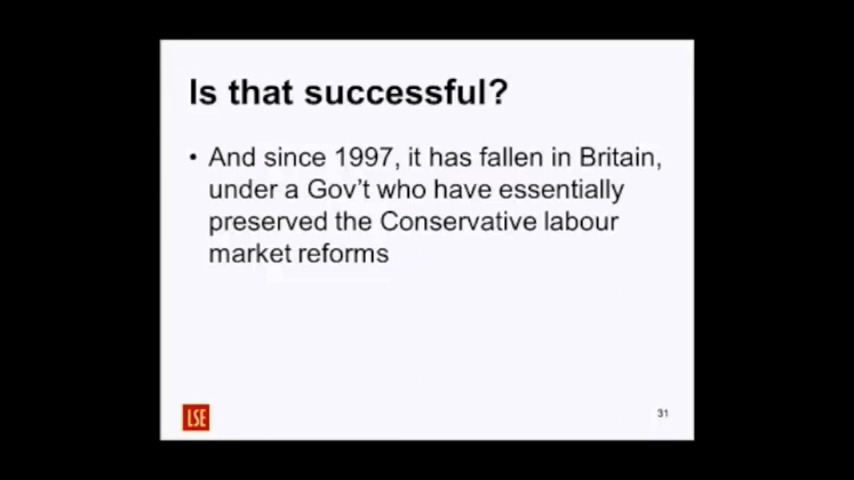 Is that successful?
• And since 1997, it has fallen in Britain,
under a Gov't who have essentially
preserved the Conservative labour
market reforms
LSE
31